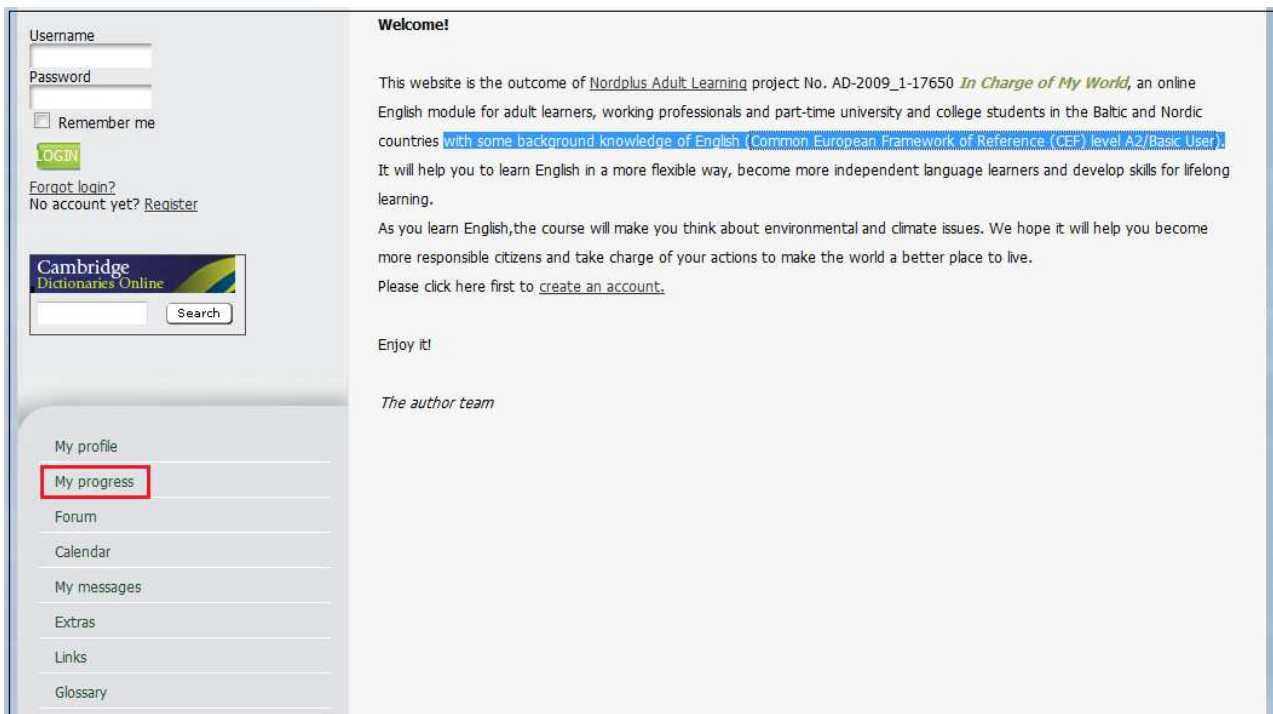 Username
Password
Remember me
LOGIN
Forgot login?
No account yet? Register
Cambridge
Dictionaries Online
Search
My profile
My progress
Forum
Calendar
My messages
Extras
Links
Glossary
Welcome!
This website is the outcome of Nordplus Adult Learning project No. AD-2009_1-17650 In Charge of My World, an online
English module for adult learners, working professionals and part-time university and college students in the Baltic and Nordic
countries with some background knowledge of English (Common European Framework of Reference (CEF) level A2/Basic User).
It will help you to learn English in a more flexible way, become more independent language learners and develop skills for lifelong
learning.
As you learn English,the course will make you think about environmental and climate issues. We hope it will help you become
more responsible citizens and take charge of your actions to make the world a better place to live.
Please click here first to create an account.
Enjoy it!
The author team